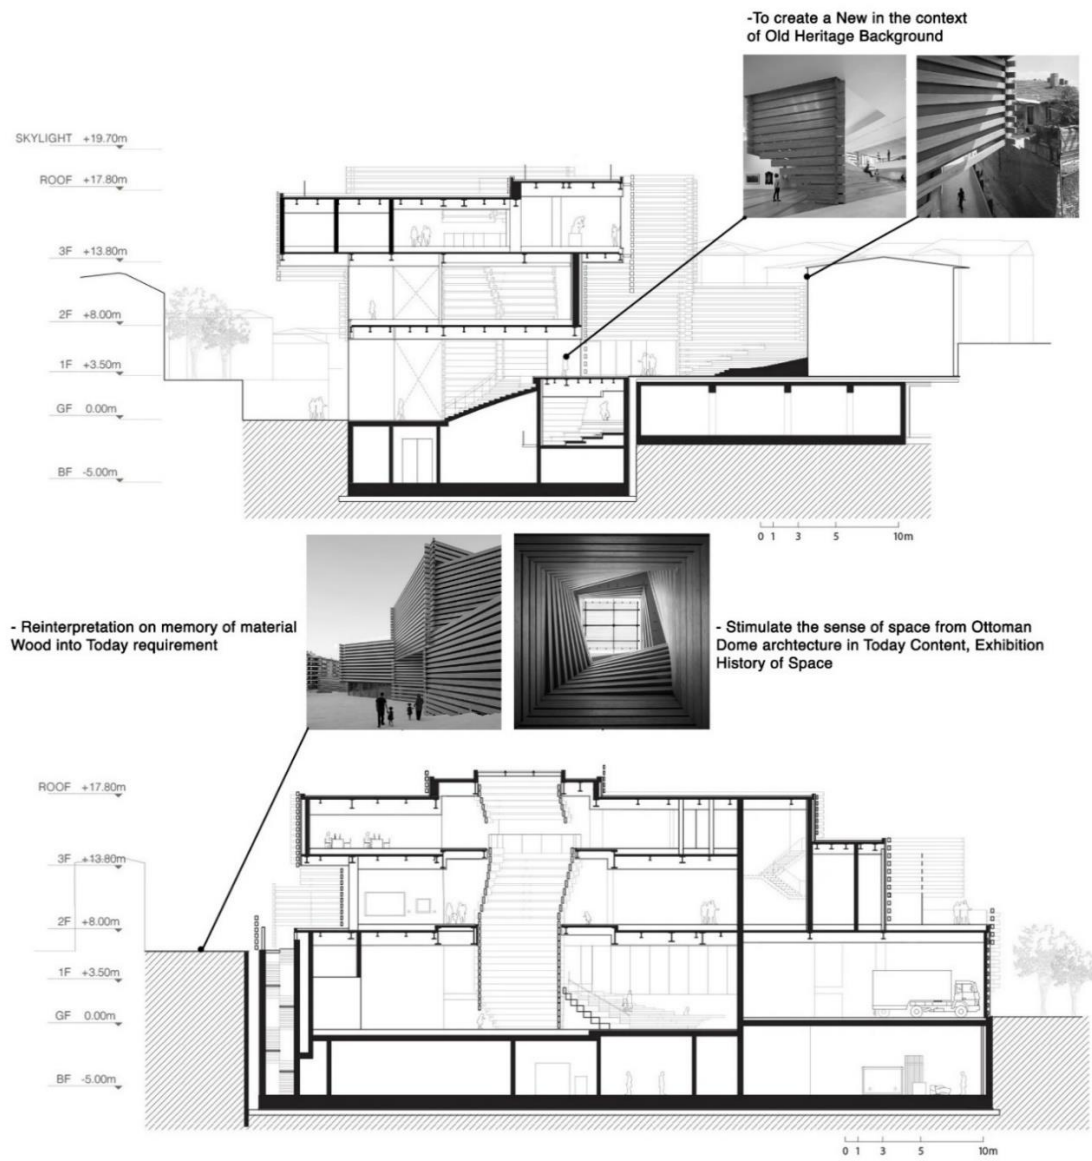 -To create a New in the context
of Old Heritage Background
SKYLIGHT +19.70m
ROOF +17.80m
3F +13.80m
2F +8.00m
1F +3.50m
GF 0.00m
BF -5.00m
0 1 3 5 10m
- Reinterpretation on memory of material
Wood into Today requirement
- Stimulate the sense of space from Ottoman
Dome archtecture in Today Content, Exhibition
History of Space
ROOF +17.80m
3F +13.80m
2F +8.00m
1F +3.50m
GF 0.00m
BF -5.00m
0 1 3 5 10m